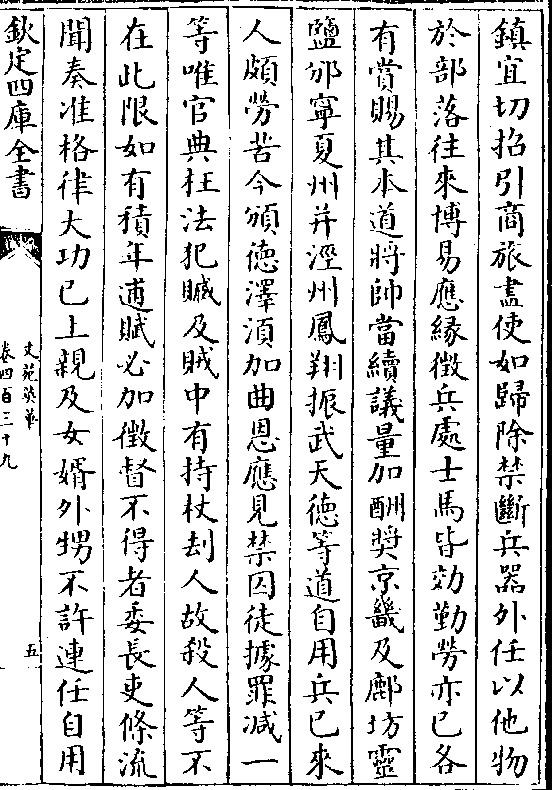 鎮宜切招引商旅盡使如歸除禁斷兵器外任以他物
於部落往來博易應緣徴兵處士馬皆効勤勞亦已各
有賞賜其本道將帥當續議量加酬奬京畿及鄜坊靈
鹽邠寧夏州并涇州鳳翔振武天德等道自用兵已來
人頗勞苦今頒德澤湏加曲恩應見禁囚徒據罪减一
等唯官典枉法犯贓及賊中有持杖刦人故殺人等不
在此限如有積年逋賦必加徴督不得者委長吏條流
聞奏准格律大功已上親及女婿外甥不許連任自用
欽定四庫全書
文苑英華
卷四百三十九
五